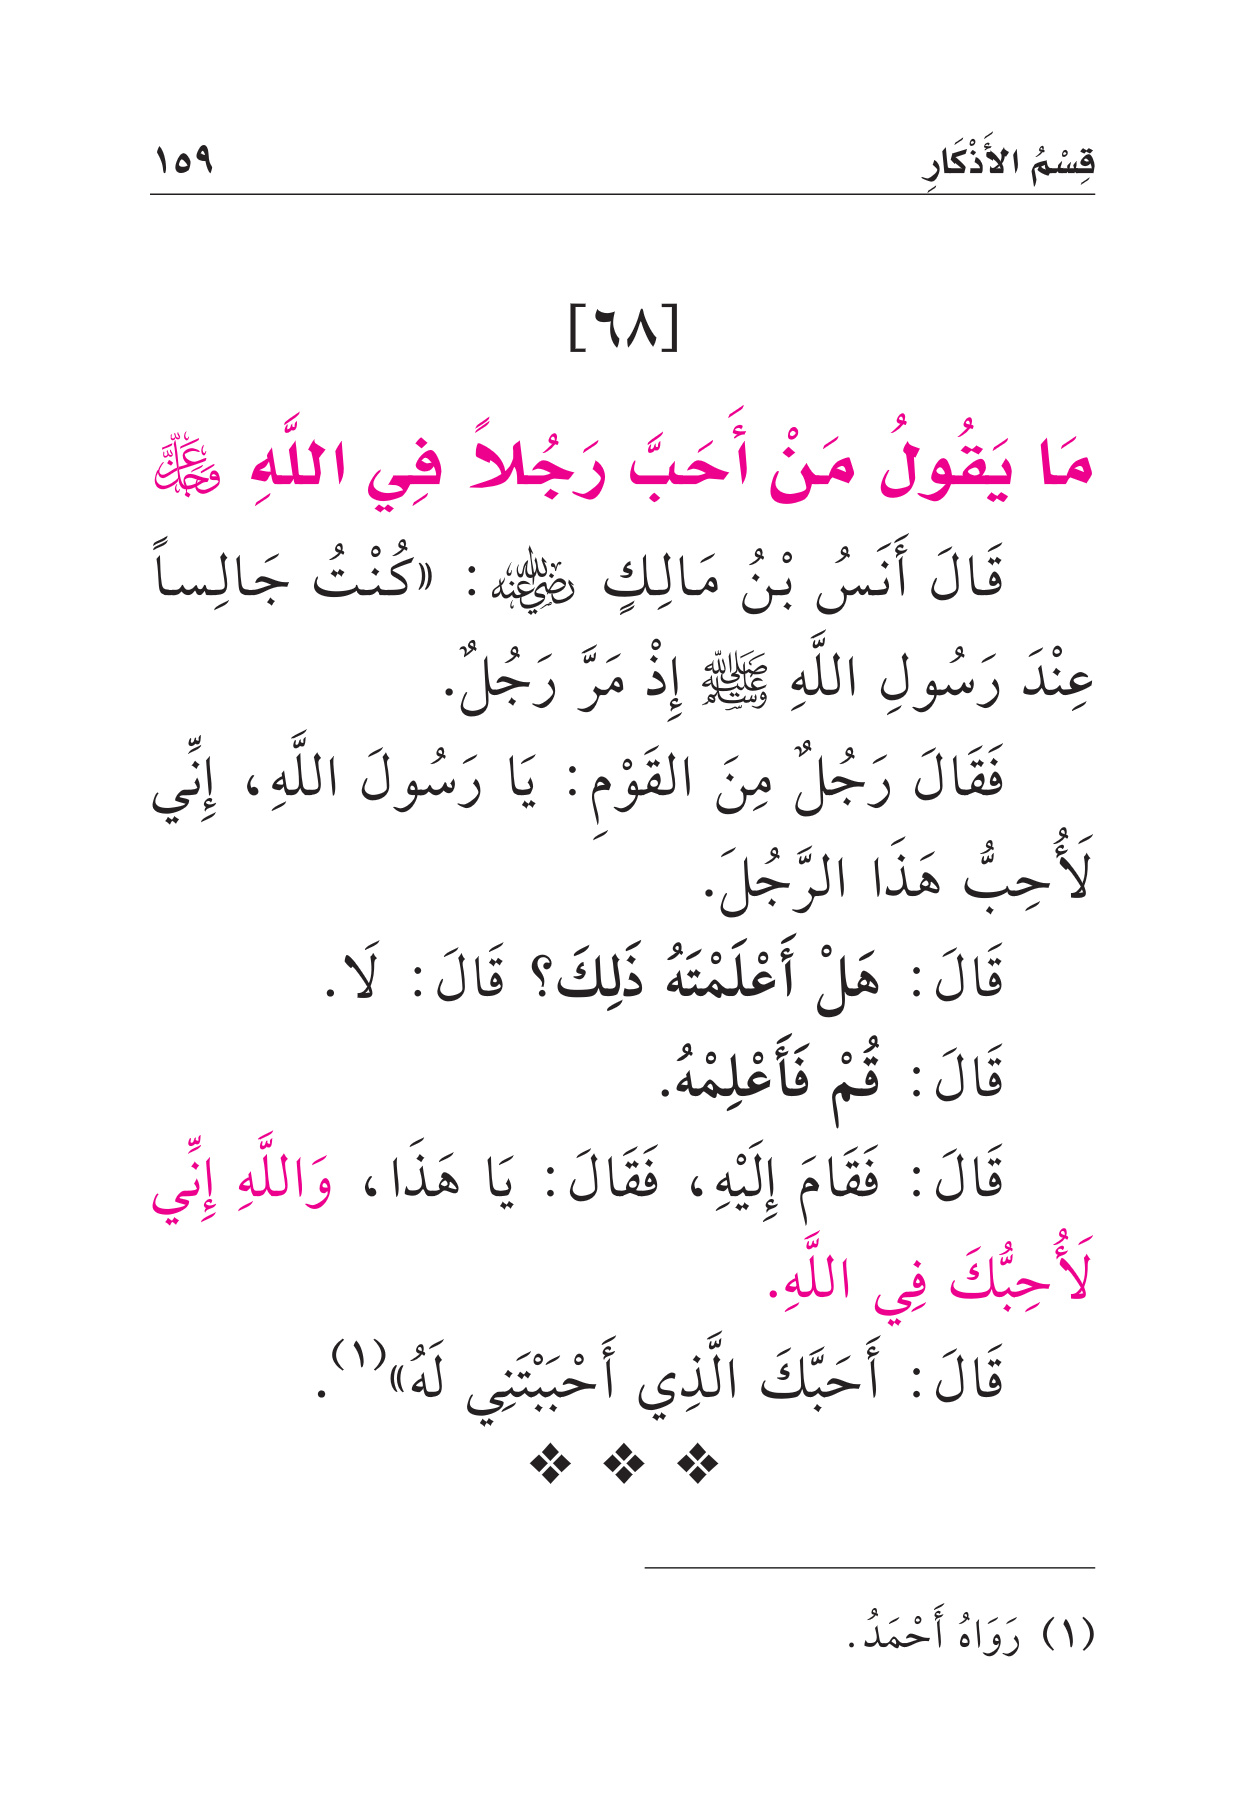 قِسْمُ الأَذْكَارِ ١٥٩
[٦٨]
مَا يَقُولُ مَنْ أَحَبَّ رَجُلاً فِي اللَّهِ عَزَّ وَجَلَّ
قَالَ أَنَسُ بْنُ مَالِكٍ رضي الله عنه: «كُنْتُ جَالِساً
عِنْدَ رَسُولِ اللَّهِ ﷺ إِذْ مَرَّ رَجُلٌ.
فَقَالَ رَجُلٌ مِنَ القَوْمِ: يَا رَسُولَ اللَّهِ، إِنِّي
لَأُحِبُّ هَذَا الرَّجُلَ.
قَالَ: هَلْ أَعْلَمْتَهُ ذَلِكَ؟ قَالَ: لَا.
قَالَ: قُمْ فَأَعْلِمْهُ.
قَالَ: فَقَامَ إِلَيْهِ، فَقَالَ: يَا هَذَا، وَاللَّهِ إِنِّي
لَأُحِبُّكَ فِي اللَّهِ.
قَالَ: أَحَبَّكَ الَّذِي أَحْبَبْتَنِي لَهُ»(١).
(١) رَوَاهُ أَحْمَدُ.